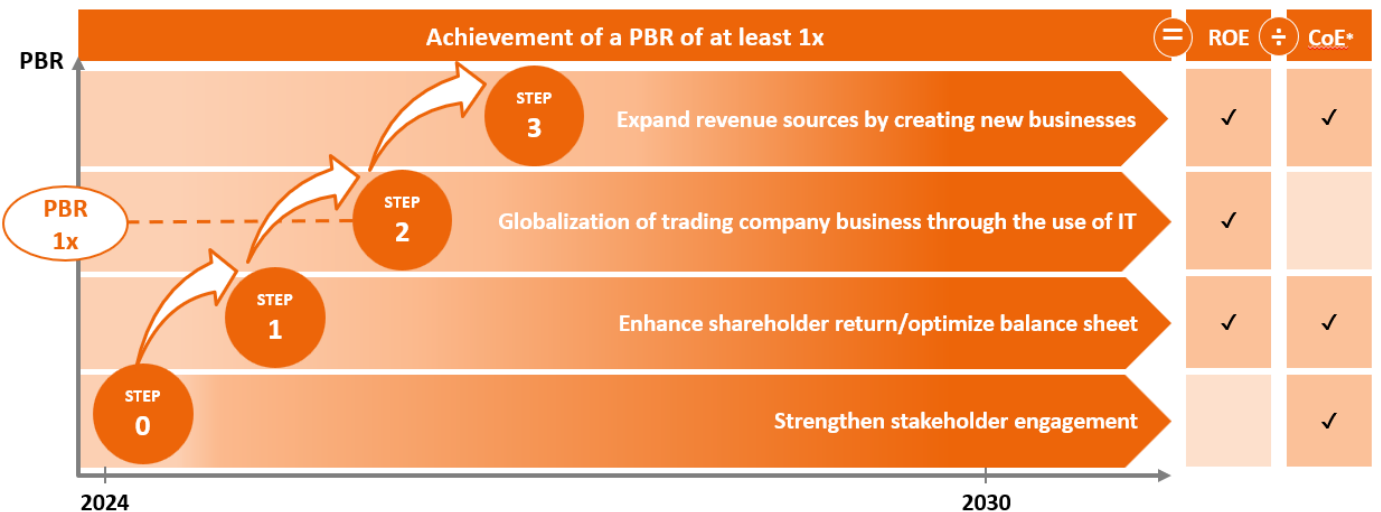 Achievement of a PBR of at least 1x
=
ROE
÷
CoE*
PBR
STEP
3
Expand revenue sources by creating new businesses
✓
✓
PBR
1x
STEP
2
Globalization of trading company business through the use of IT
✓
STEP
1
Enhance shareholder return/optimize balance sheet
✓
✓
STEP
0
Strengthen stakeholder engagement
✓
2024
2030